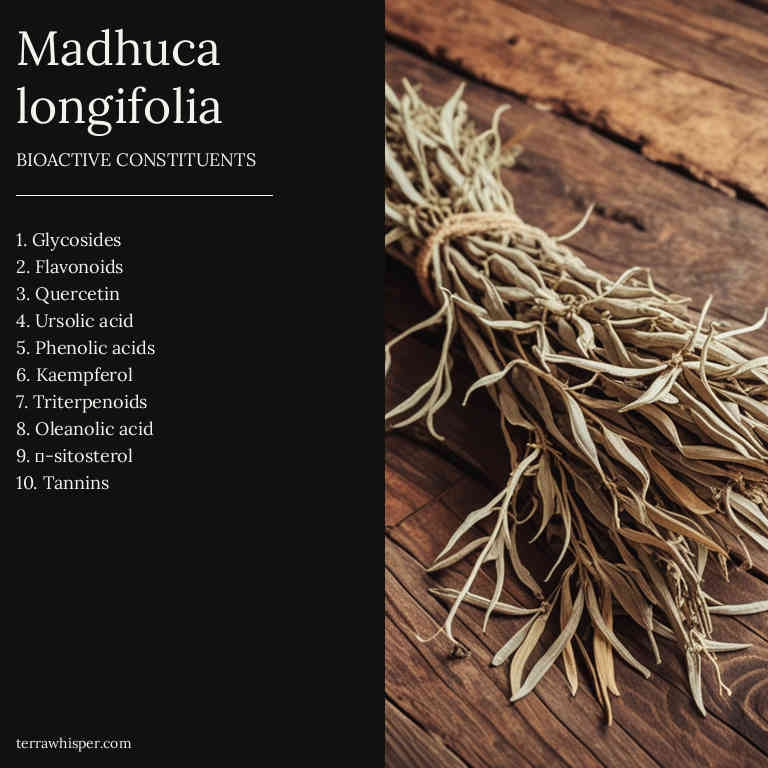 Madhuca
longifolia
BIOACTIVE CONSTITUENTS
1. Glycosides
2. Flavonoids
3. Quercetin
4. Ursolic acid
5. Phenolic acids
6. Kaempferol
7. Triterpenoids
8. Oleanolic acid
9. ▯-sitosterol
10. Tannins
terrawhisper.com